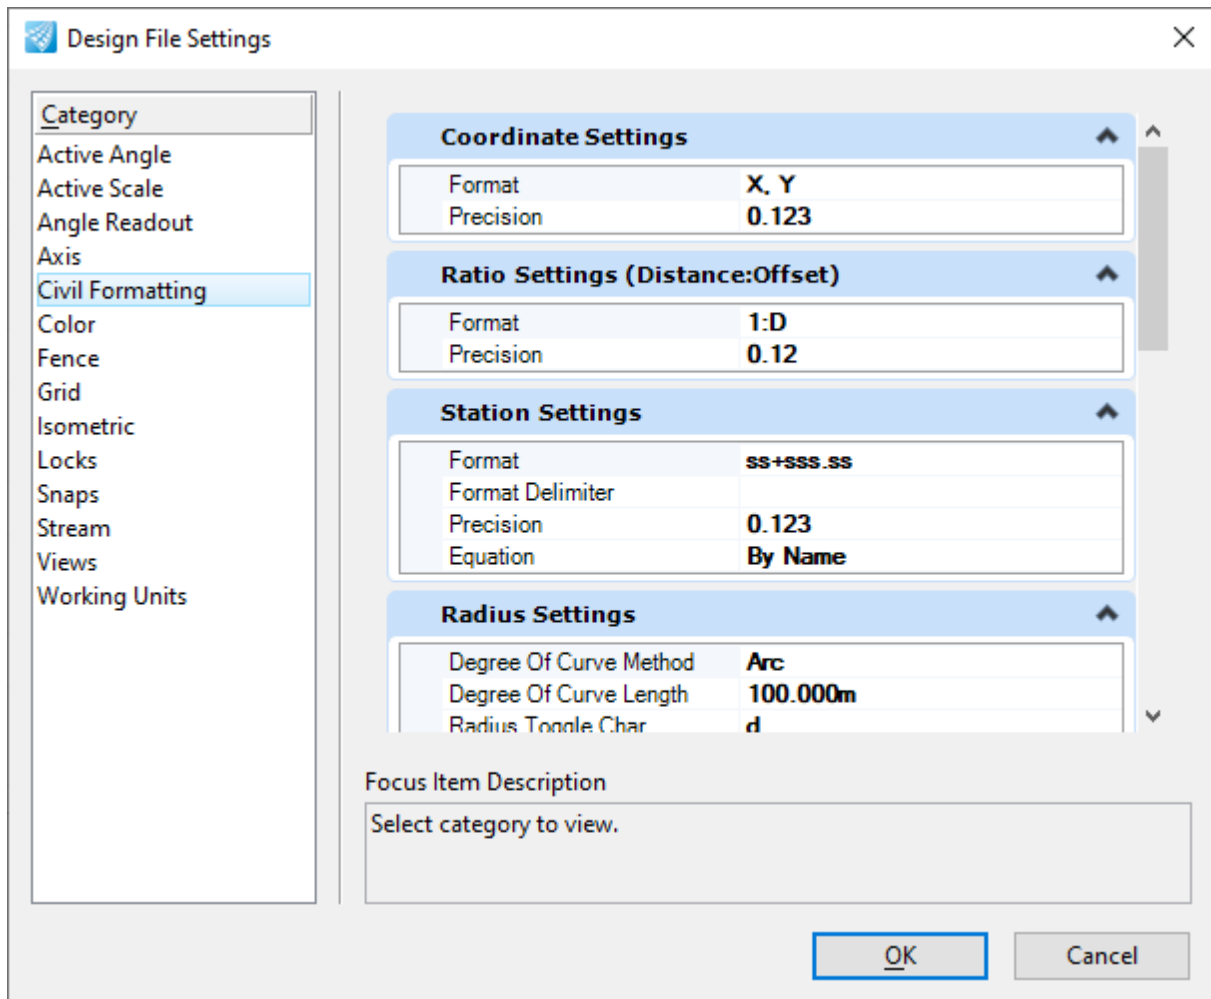 Design File Settings
Category
Active Angle
Active Scale
Angle Readout
Axis
Civil Formatting
Color
Fence
Grid
Isometric
Locks
Snaps
Stream
Views
Working Units
Coordinate Settings
Format X, Y
Precision 0.123
Ratio Settings (Distance:Offset)
Format 1:D
Precision 0.12
Station Settings
Format ss+sss.ss
Format Delimiter
Precision 0.123
Equation By Name
Radius Settings
Degree Of Curve Method Arc
Degree Of Curve Length 100.000m
Radius Toggle Char d
Focus Item Description
Select category to view.
OK Cancel